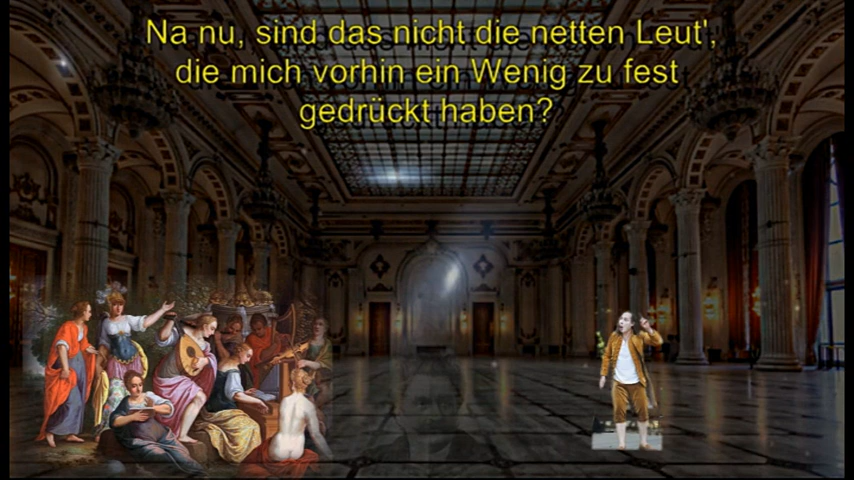 Na nu, sind das nicht die netten Leut',
die mich vorhin ein Wenig zu fest
gedrückt haben?